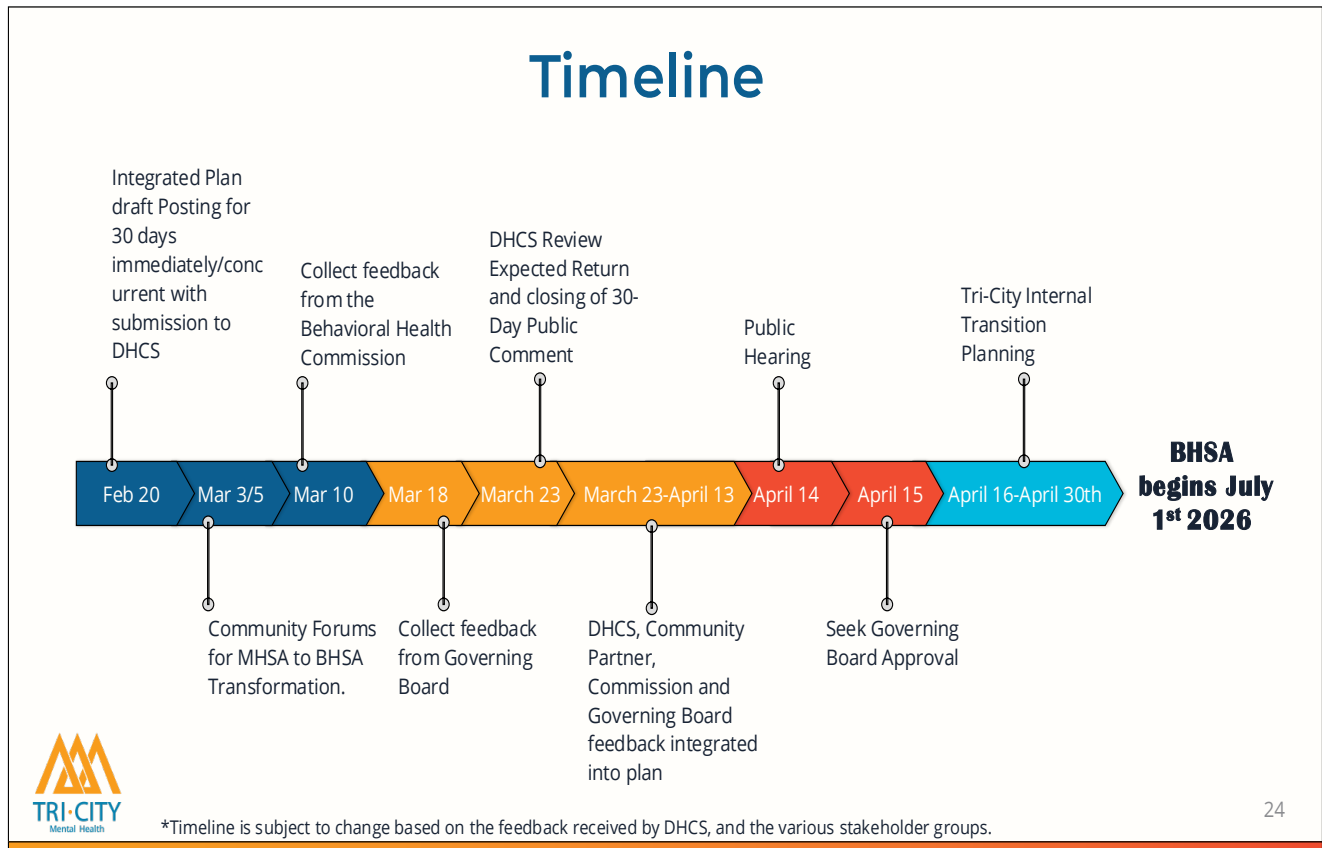 Timeline
Integrated Plan
draft Posting for
30 days
immediately/conc
urrent with
submission to
DHCS
Collect feedback
from the
Behavioral Health
Commission
DHCS Review
Expected Return
and closing of 30-
Day Public
Comment
Public
Hearing
Tri-City Internal
Transition
Planning
Feb 20
Mar 3/5
Mar 10
Mar 18
March 23
March 23-April 13
April 14
April 15
April 16-April 30th
BHSA
begins July
1st 2026
Community Forums
for MHSA to BHSA
Transformation.
Collect feedback
from Governing
Board
DHCS, Community
Partner,
Commission and
Governing Board
feedback integrated
into plan
Seek Governing
Board Approval
TRI·CITY
Mental Health
*Timeline is subject to change based on the feedback received by DHCS, and the various stakeholder groups.
24